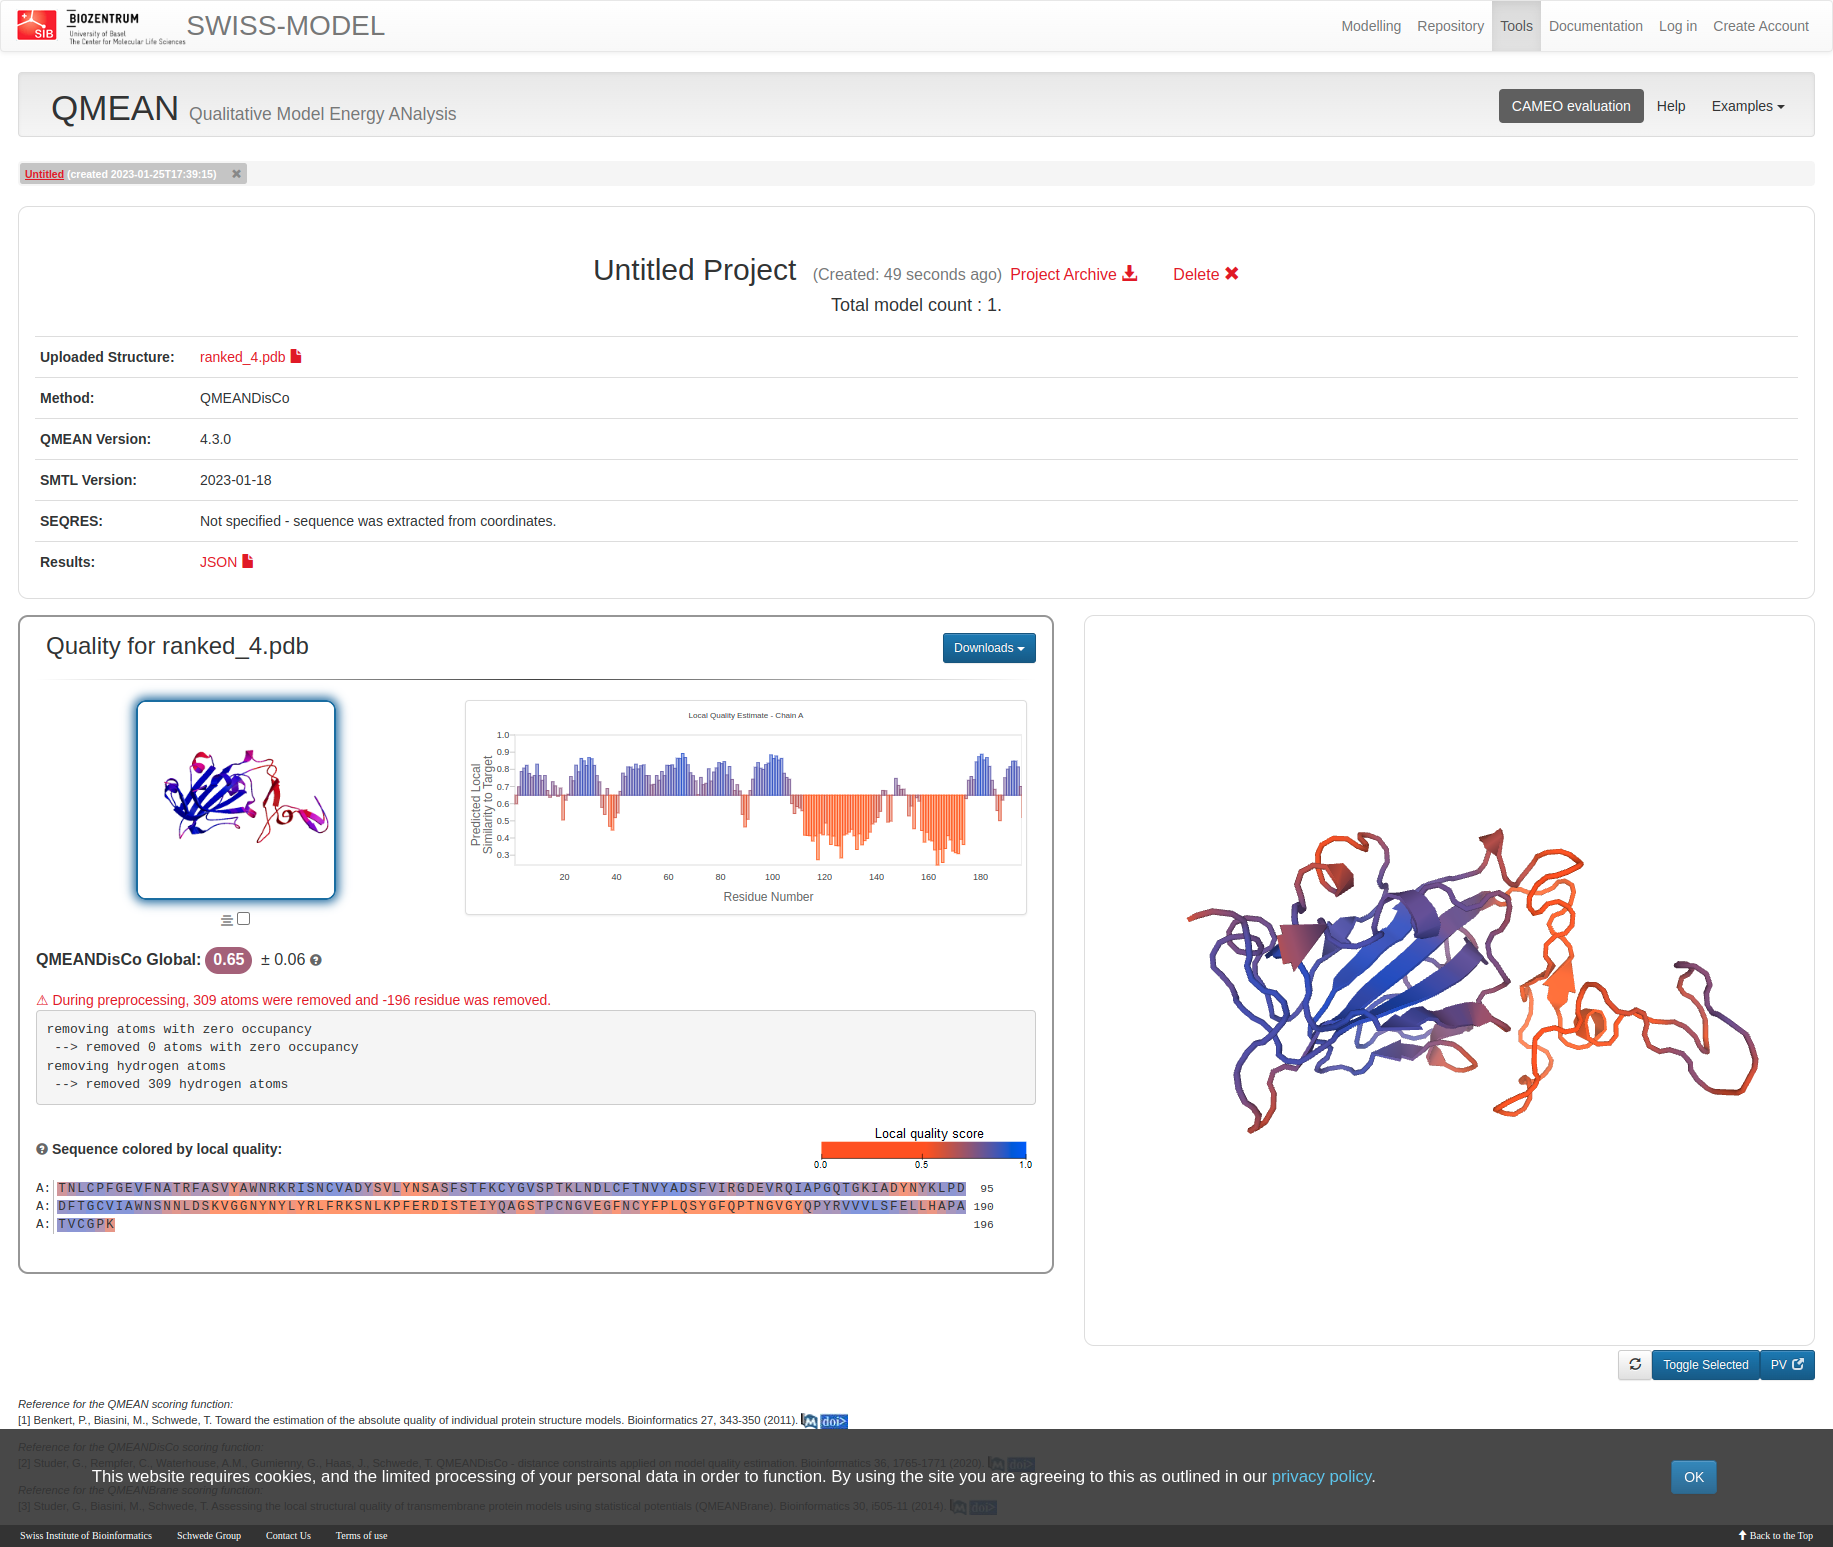 SIB
BIOZENTRUM
University of Basel
The Center for Molecular Life Sciences
SWISS-MODEL
Modelling Repository Tools Documentation Log in Create Account
QMEAN Qualitative Model Energy ANalysis
CAMEO evaluation Help Examples
Untitled (created 2023-01-25T17:39:15)
Untitled Project (Created: 49 seconds ago) Project Archive Delete
Total model count : 1.
Uploaded Structure: ranked_4.pdb
Method: QMEANDisCo
QMEAN Version: 4.3.0
SMTL Version: 2023-01-18
SEQRES: Not specified - sequence was extracted from coordinates.
Results: JSON
Quality for ranked_4.pdb
Downloads
Local Quality Estimate - Chain A
Predicted Local
Similarity to Target
1.0
0.9
0.8
0.7
0.6
0.5
0.4
0.3
20 40 60 80 100 120 140 160 180
Residue Number
QMEANDisCo Global: 0.65 ± 0.06
During preprocessing, 309 atoms were removed and -196 residue was removed.
removing atoms with zero occupancy
--> removed 0 atoms with zero occupancy
removing hydrogen atoms
--> removed 309 hydrogen atoms
Sequence colored by local quality:
Local quality score
0.0 0.5 1.0
A: TNLCPFGEVFNATRFASVYAWNRKRISNCVADYSVLYNSASFSTFKCYGVSPTKLNDLCFTNVYADSFVIRGDEVRQIAPGQTGKIADYNYKLPD 95
A: DFTGCVIAWNSNNLDSKVGGNYNYLYRLFRKSNLKPFERDISTEIYQAGSTPCNGVEGFNCYFPLQSYGFQPTNGVGYQPYRVVVLSFELLHAPA 190
A: TVCGPK 196
Toggle Selected PV
Reference for the QMEAN scoring function:
[1] Benkert, P., Biasini, M., Schwede, T. Toward the estimation of the absolute quality of individual protein structure models. Bioinformatics 27, 343-350 (2011). M doi>
Reference for the QMEANDisCo scoring function:
[2] Studer, G., Rempfer, C., Waterhouse, A.M., Gumienny, G., Haas, J., Schwede, T. QMEANDisCo - distance constraints applied on model quality estimation. Bioinformatics 36, 1765-1771 (2020). M doi>
This website requires cookies, and the limited processing of your personal data in order to function. By using the site you are agreeing to this as outlined in our privacy policy.
OK
Reference for the QMEANBrane scoring function:
[3] Studer, G., Biasini, M., Schwede, T. Assessing the local structural quality of transmembrane protein models using statistical potentials (QMEANBrane). Bioinformatics 30, i505-11 (2014). M doi>
Swiss Institute of Bioinformatics Schwede Group Contact Us Terms of use
Back to the Top